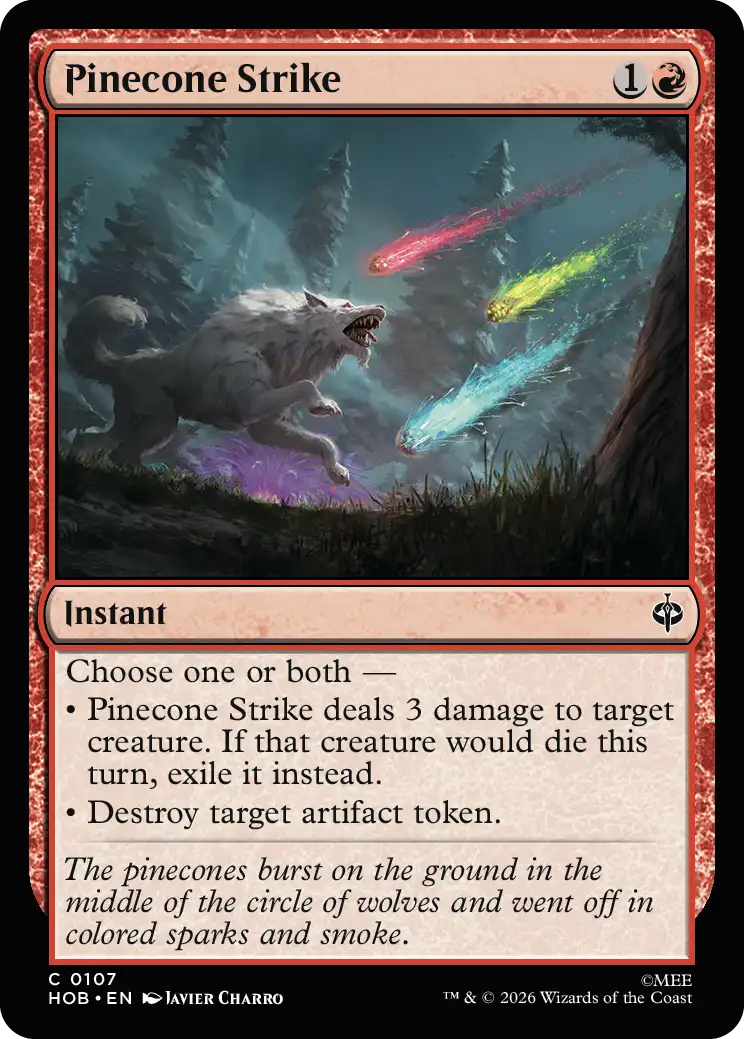 Pinecone Strike 1
Instant
Choose one or both —
• Pinecone Strike deals 3 damage to target
creature. If that creature would die this
turn, exile it instead.
• Destroy target artifact token.
The pinecones burst on the ground in the
middle of the circle of wolves and went off in
colored sparks and smoke.
C 0107
HOB • EN Javier Charro
©MEE
™ & © 2026 Wizards of the Coast